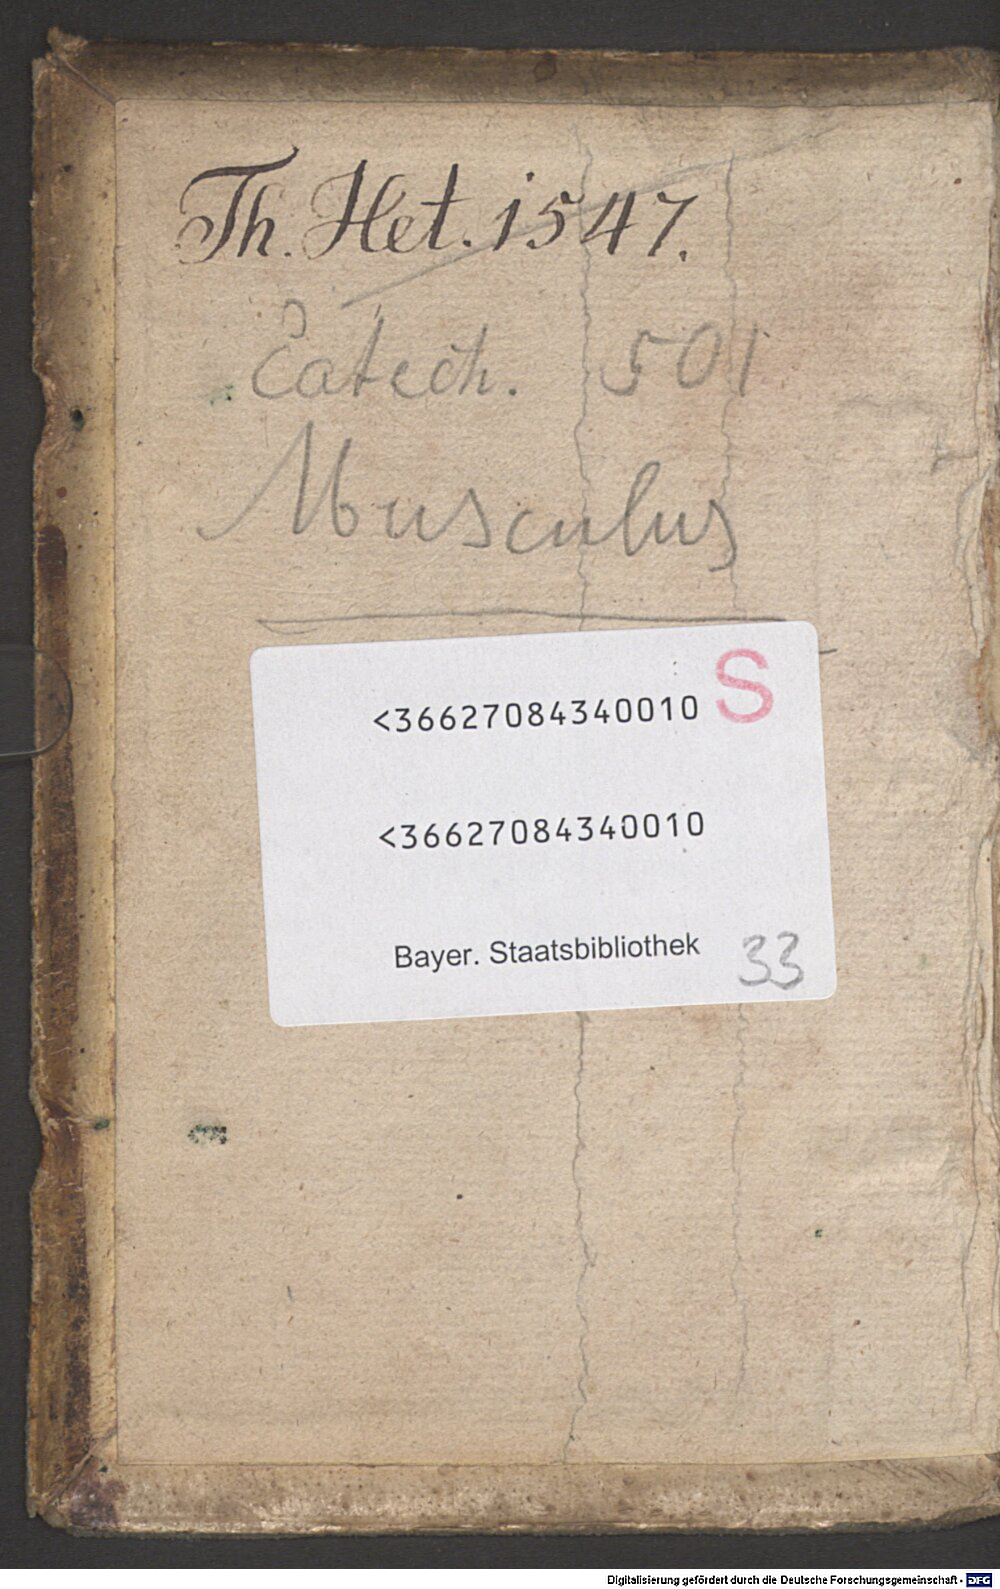 Th. Het. 1547.
Catech. 501
Musculus
<36627084340010 S
<36627084340010
Bayer. Staatsbibliothek 33
Digitalisierung gefördert durch die Deutsche Forschungsgemeinschaft - DFG